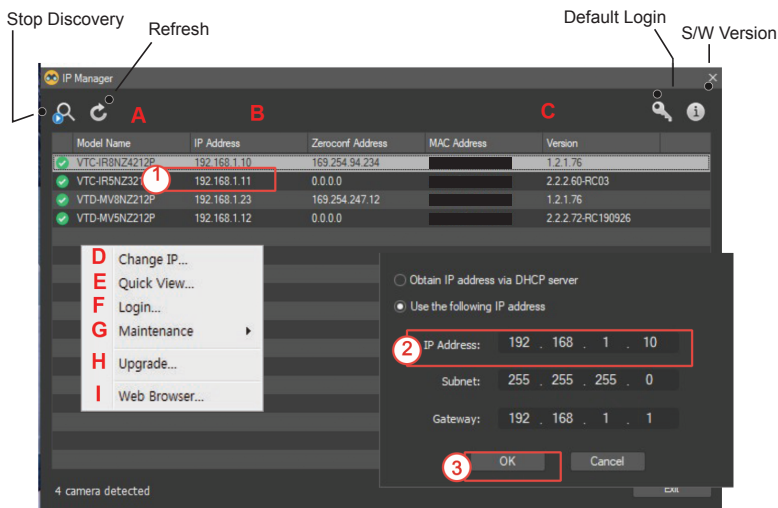 Stop Discovery
Refresh
Default Login
S/W Version
IP Manager
A B C
Model Name IP Address Zeroconf Address MAC Address Version
VTC-IR8NZ4212P 192.168.1.10 169.254.94.234 1.2.1.76
1
VTC-IR5NZ321 192.168.1.11 0.0.0.0 2.2.2.60-RC03
VTD-MV8NZ212P 192.168.1.23 169.254.247.12 1.2.1.76
VTD-MV5NZ212P 192.168.1.12 0.0.0.0 2.2.2.72-RC190926
D Change IP...
E Quick View...
F Login...
G Maintenance
H Upgrade...
I Web Browser...
Obtain IP address via DHCP server
Use the following IP address
2 IP Address: 192 . 168 . 1 . 10
Subnet: 255 . 255 . 255 . 0
Gateway: 192 . 168 . 1 . 1
3 OK Cancel
4 camera detected
Exit